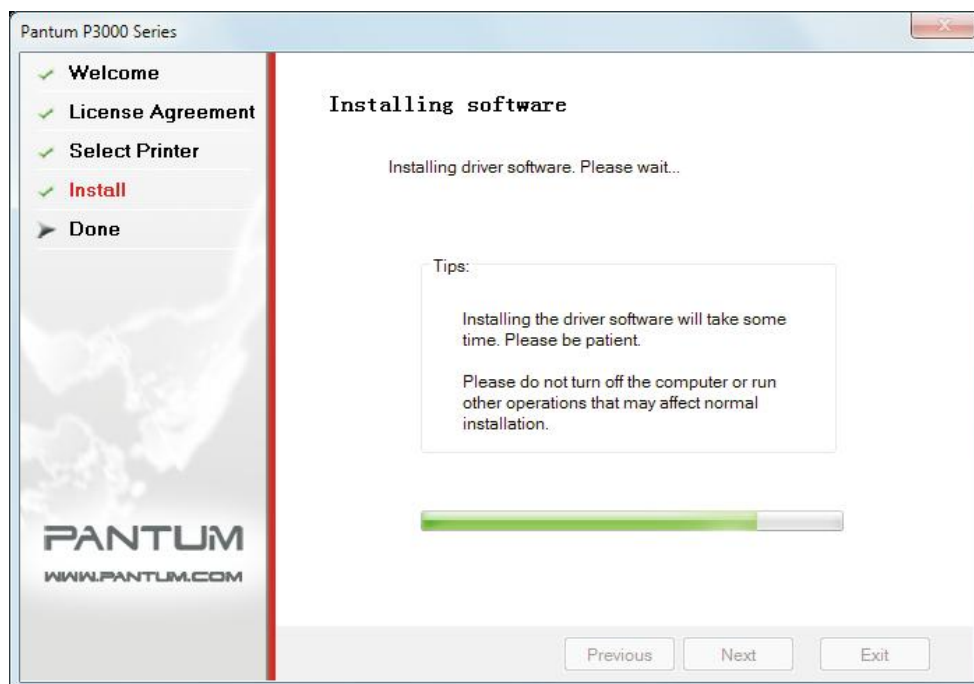 Pantum P3000 Series
Welcome
License Agreement
Select Printer
Install
Done
PANTUM
WWW.PANTUM.COM
Installing software
Installing driver software. Please wait...
Tips:
Installing the driver software will take some
time. Please be patient.
Please do not turn off the computer or run
other operations that may affect normal
installation.
Previous
Next
Exit